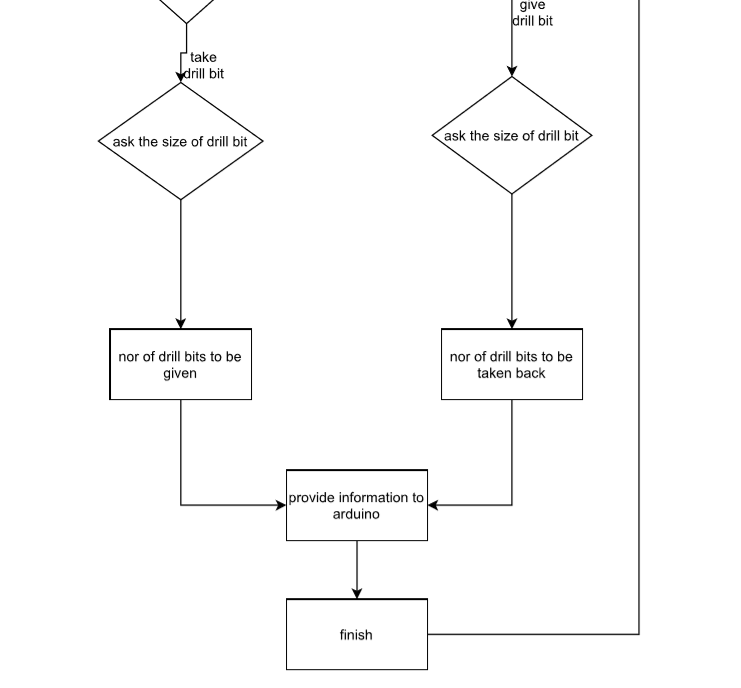 give
drill bit
take
drill bit
ask the size of drill bit
ask the size of drill bit
nor of drill bits to be
given
nor of drill bits to be
taken back
provide information to
arduino
finish